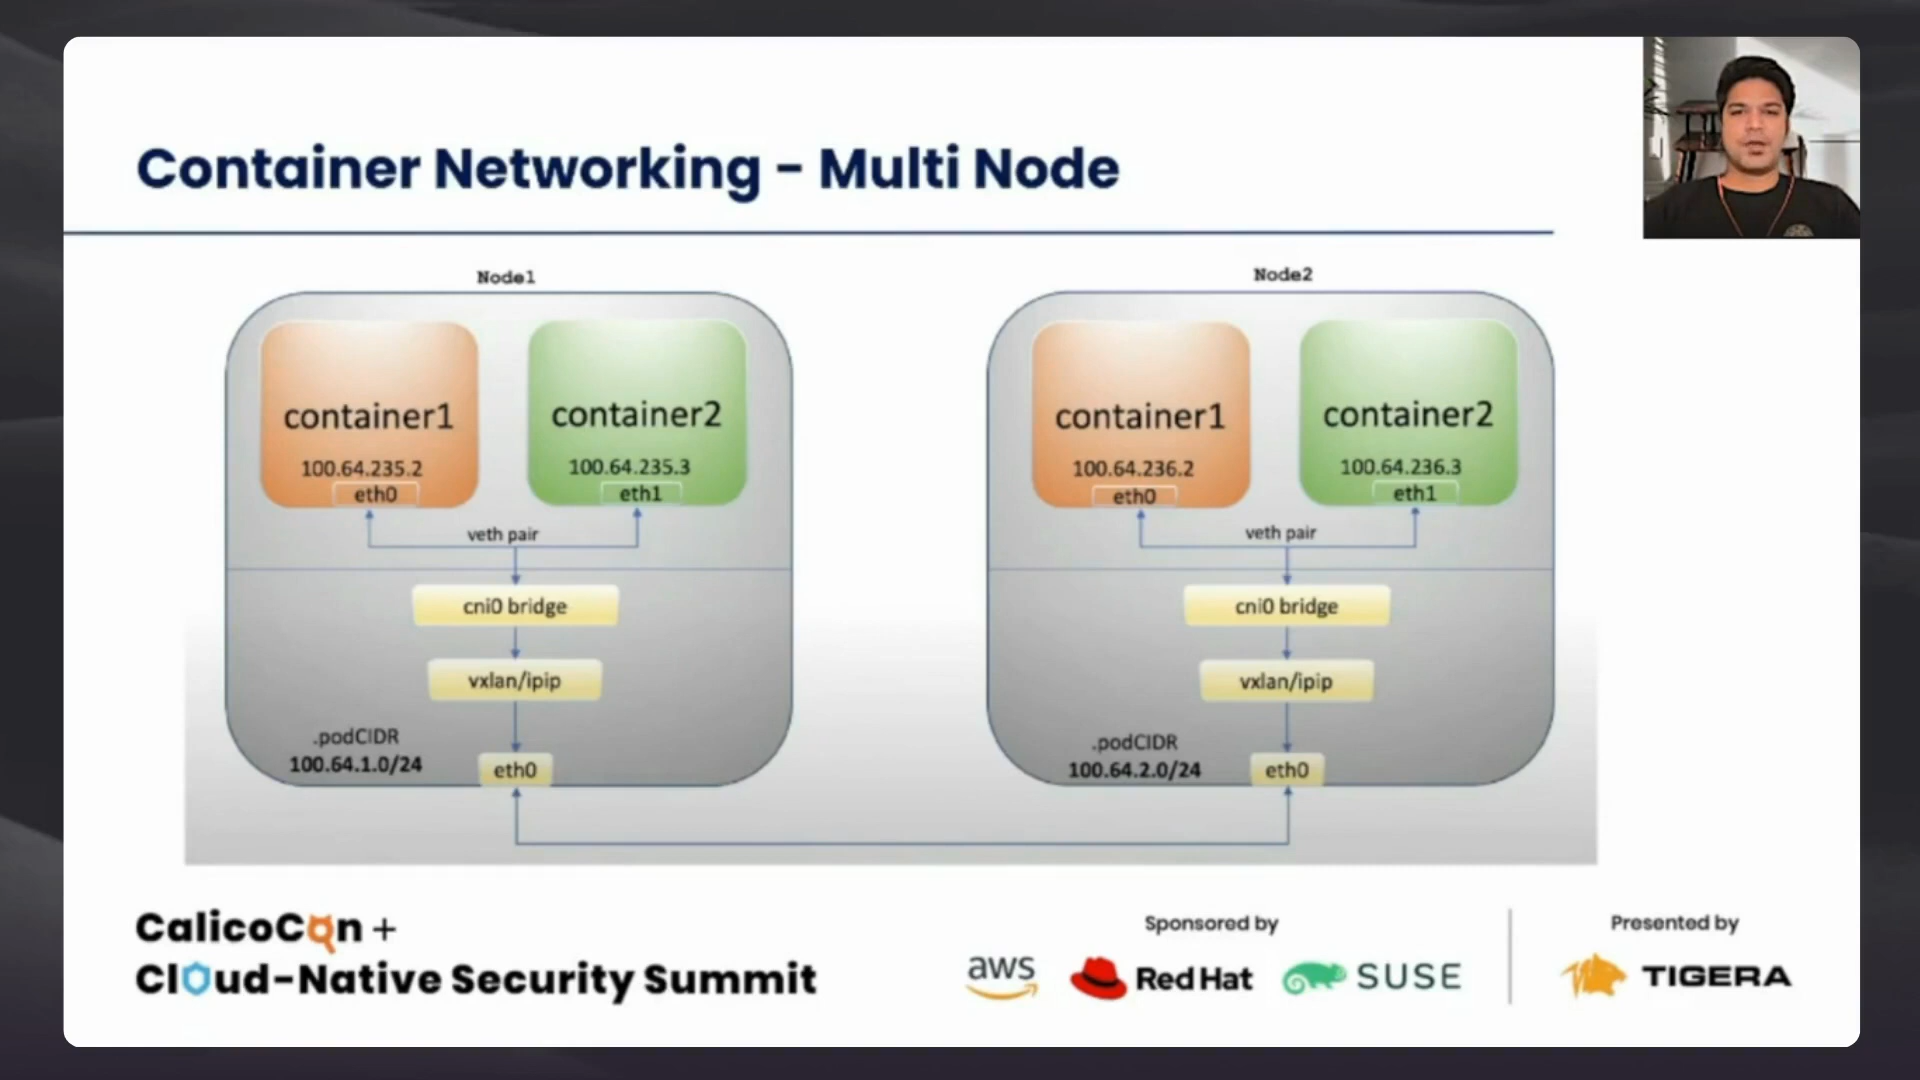 Container Networking - Multi Node
Node1
Node2
container1
container2
container1
container2
100.64.235.2
100.64.235.3
100.64.236.2
100.64.236.3
eth0
eth1
eth0
eth1
veth pair
veth pair
cni0 bridge
cni0 bridge
vxlan/ipip
vxlan/ipip
.podCIDR
100.64.1.0/24
eth0
.podCIDR
100.64.2.0/24
eth0
CalicoCon +
Cloud-Native Security Summit
Sponsored by
aws
Red Hat
SUSE
Presented by
TIGERA